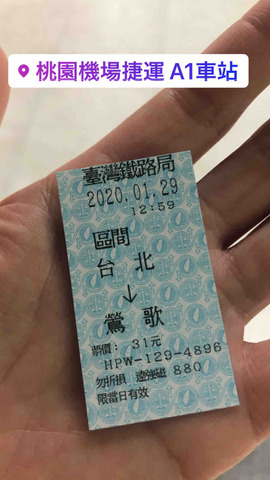 桃園機場捷運 A1車站
臺灣鐵路局
2020.01.29
12:59
區間
台北
↓
鶯歌
票價： 31元
HPW-129-4896
勿折損 遠強磁 880
限當日有效